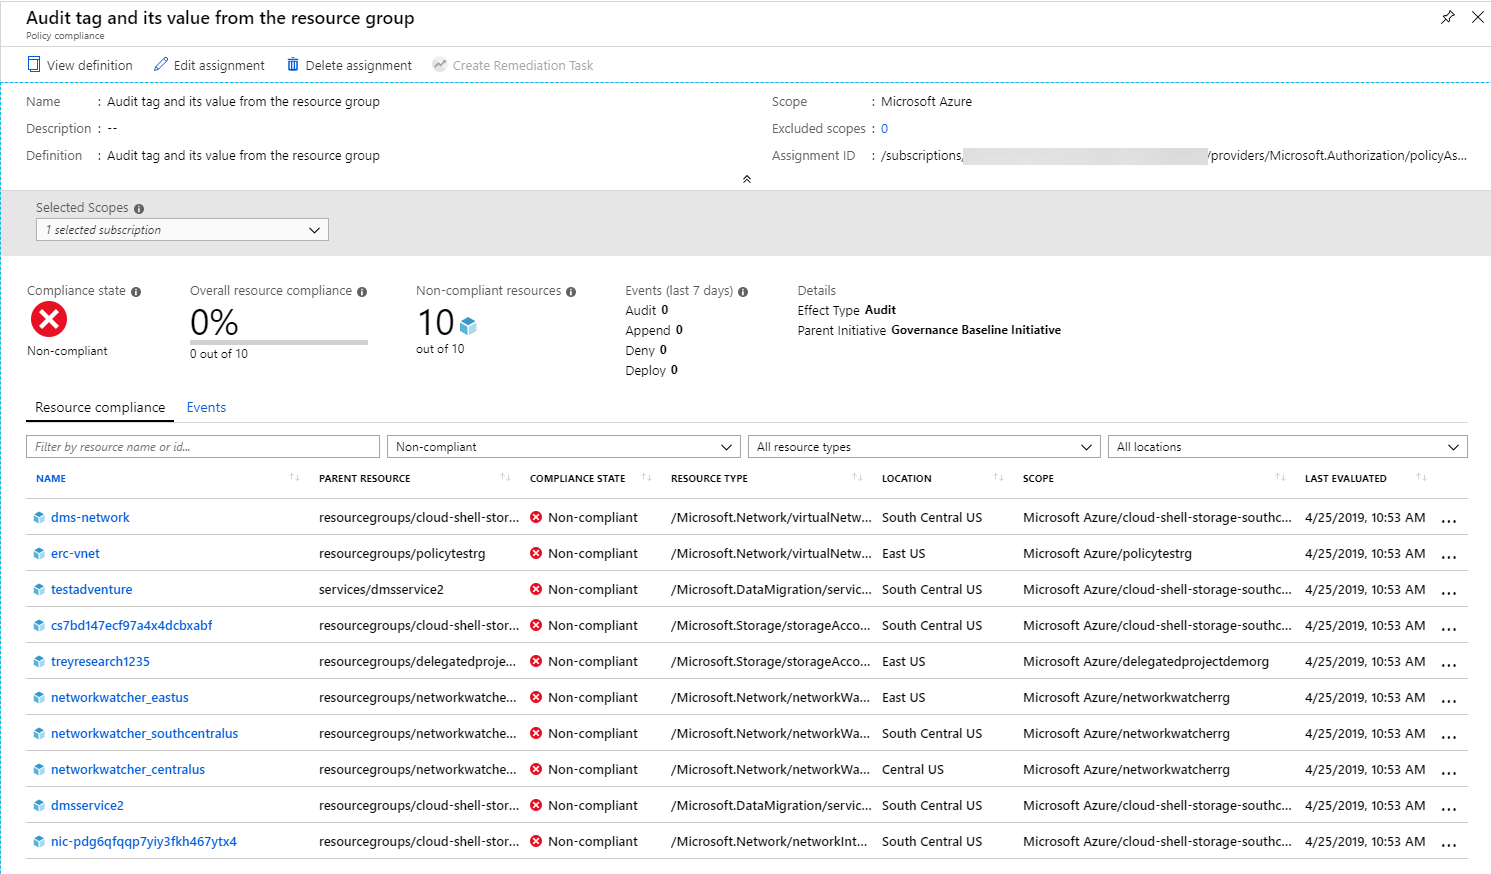 Audit tag and its value from the resource group
Policy compliance
View definition Edit assignment Delete assignment Create Remediation Task
Name : Audit tag and its value from the resource group Scope : Microsoft Azure
Description : -- Excluded scopes : 0
Definition : Audit tag and its value from the resource group Assignment ID : /subscriptions/ /providers/Microsoft.Authorization/policyAs...
Selected Scopes
1 selected subscription
Compliance state Overall resource compliance Non-compliant resources Events (last 7 days) Details
0% 10 Audit 0 Effect Type Audit
Append 0 Parent Initiative Governance Baseline Initiative
Non-compliant 0 out of 10 out of 10 Deny 0
Deploy 0
Resource compliance Events
Filter by resource name or id... Non-compliant All resource types All locations
NAME PARENT RESOURCE COMPLIANCE STATE RESOURCE TYPE LOCATION SCOPE LAST EVALUATED
dms-network resourcegroups/cloud-shell-stor... Non-compliant /Microsoft.Network/virtualNetw... South Central US Microsoft Azure/cloud-shell-storage-southc... 4/25/2019, 10:53 AM ...
erc-vnet resourcegroups/policytestrg Non-compliant /Microsoft.Network/virtualNetw... East US Microsoft Azure/policytestrg 4/25/2019, 10:53 AM ...
testadventure services/dmsservice2 Non-compliant /Microsoft.DataMigration/servic... South Central US Microsoft Azure/cloud-shell-storage-southc... 4/25/2019, 10:53 AM ...
cs7bd147ecf97a4x4dcbxabf resourcegroups/cloud-shell-stor... Non-compliant /Microsoft.Storage/storageAcco... South Central US Microsoft Azure/cloud-shell-storage-southc... 4/25/2019, 10:53 AM ...
treyresearch1235 resourcegroups/delegatedproje... Non-compliant /Microsoft.Storage/storageAcco... East US Microsoft Azure/delegatedprojectdemorg 4/25/2019, 10:53 AM ...
networkwatcher_eastus resourcegroups/networkwatche... Non-compliant /Microsoft.Network/networkWa... East US Microsoft Azure/networkwatcherrg 4/25/2019, 10:53 AM ...
networkwatcher_southcentralus resourcegroups/networkwatche... Non-compliant /Microsoft.Network/networkWa... South Central US Microsoft Azure/networkwatcherrg 4/25/2019, 10:53 AM ...
networkwatcher_centralus resourcegroups/networkwatche... Non-compliant /Microsoft.Network/networkWa... Central US Microsoft Azure/networkwatcherrg 4/25/2019, 10:53 AM ...
dmsservice2 resourcegroups/cloud-shell-stor... Non-compliant /Microsoft.DataMigration/servic... South Central US Microsoft Azure/cloud-shell-storage-southc... 4/25/2019, 10:53 AM ...
nic-pdg6qfqqp7yiy3fkh467ytx4 resourcegroups/cloud-shell-stor... Non-compliant /Microsoft.Network/networkInt... South Central US Microsoft Azure/cloud-shell-storage-southc... 4/25/2019, 10:53 AM ...